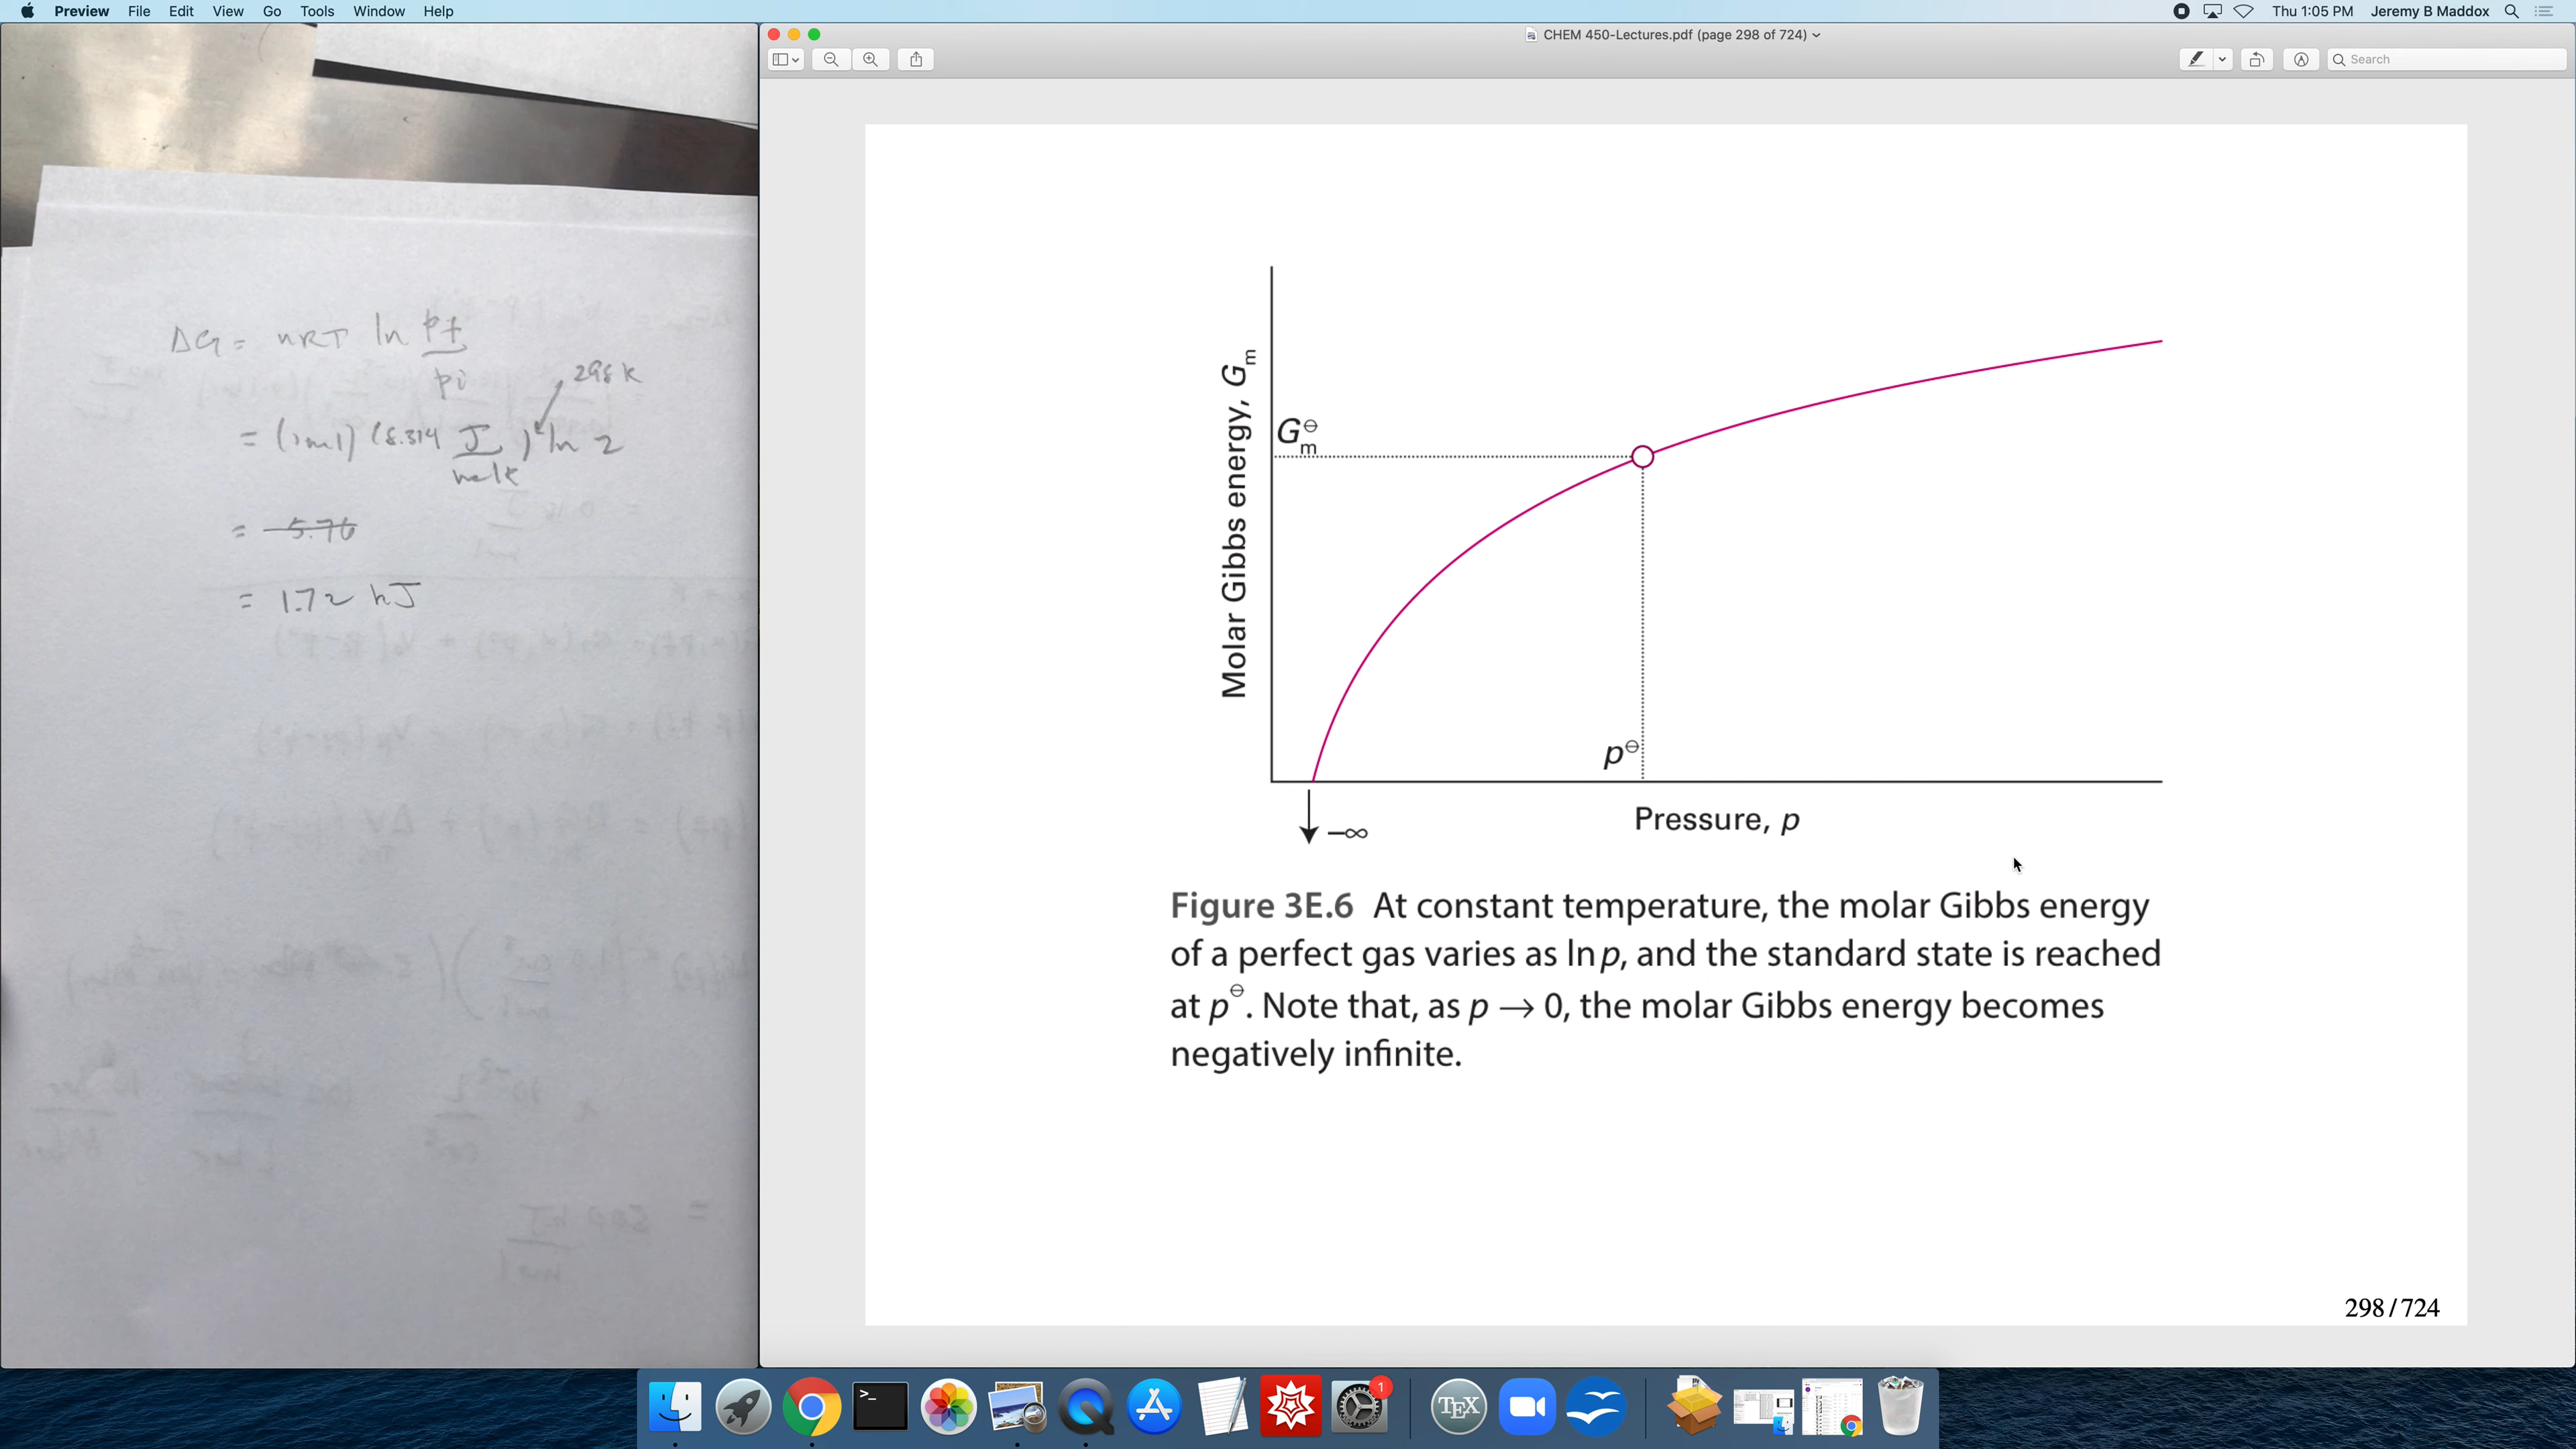 Preview File Edit View Go Tools Window Help
Thu 1:05 PM Jeremy B Maddox
CHEM 450-Lectures.pdf (page 298 of 724)
Search
ΔG = nRT ln pf
pi
298 K
= (1 mol) (8.314 J ) ln 2
mol K
= 5.76
= 1.72 kJ
Molar Gibbs energy, Gm
G⦵m
p⦵
Pressure, p
−∞
Figure 3E.6 At constant temperature, the molar Gibbs energy
of a perfect gas varies as ln p, and the standard state is reached
at p⦵. Note that, as p → 0, the molar Gibbs energy becomes
negatively infinite.
298/724
>_
1
TEX